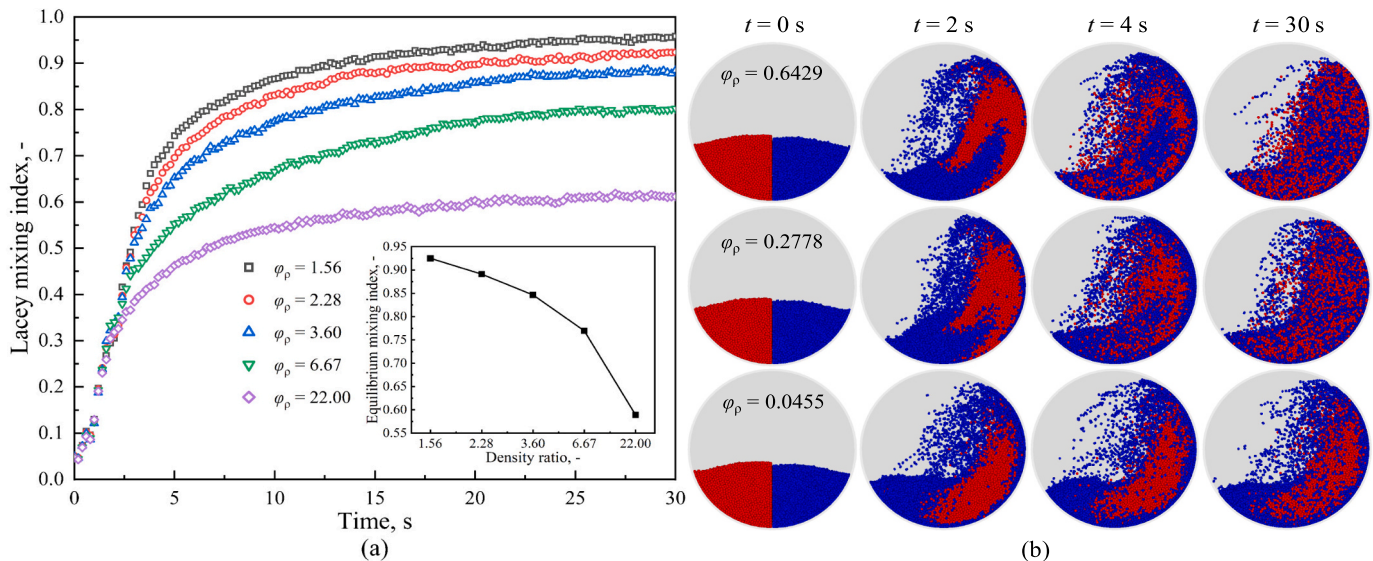 1.0
0.9
0.8
0.7
0.6
0.5
0.4
0.3
0.2
0.1
0.0
Lacey mixing index, -
0
5
10
15
20
25
30
Time, s
φρ = 1.56
φρ = 2.28
φρ = 3.60
φρ = 6.67
φρ = 22.00
0.95
0.90
0.85
0.80
0.75
0.70
0.65
0.60
0.55
Equilibrium mixing index, -
1.56
2.28
3.60
6.67
22.00
Density ratio, -
(a)
t = 0 s
t = 2 s
t = 4 s
t = 30 s
φρ = 0.6429
φρ = 0.2778
φρ = 0.0455
(b)